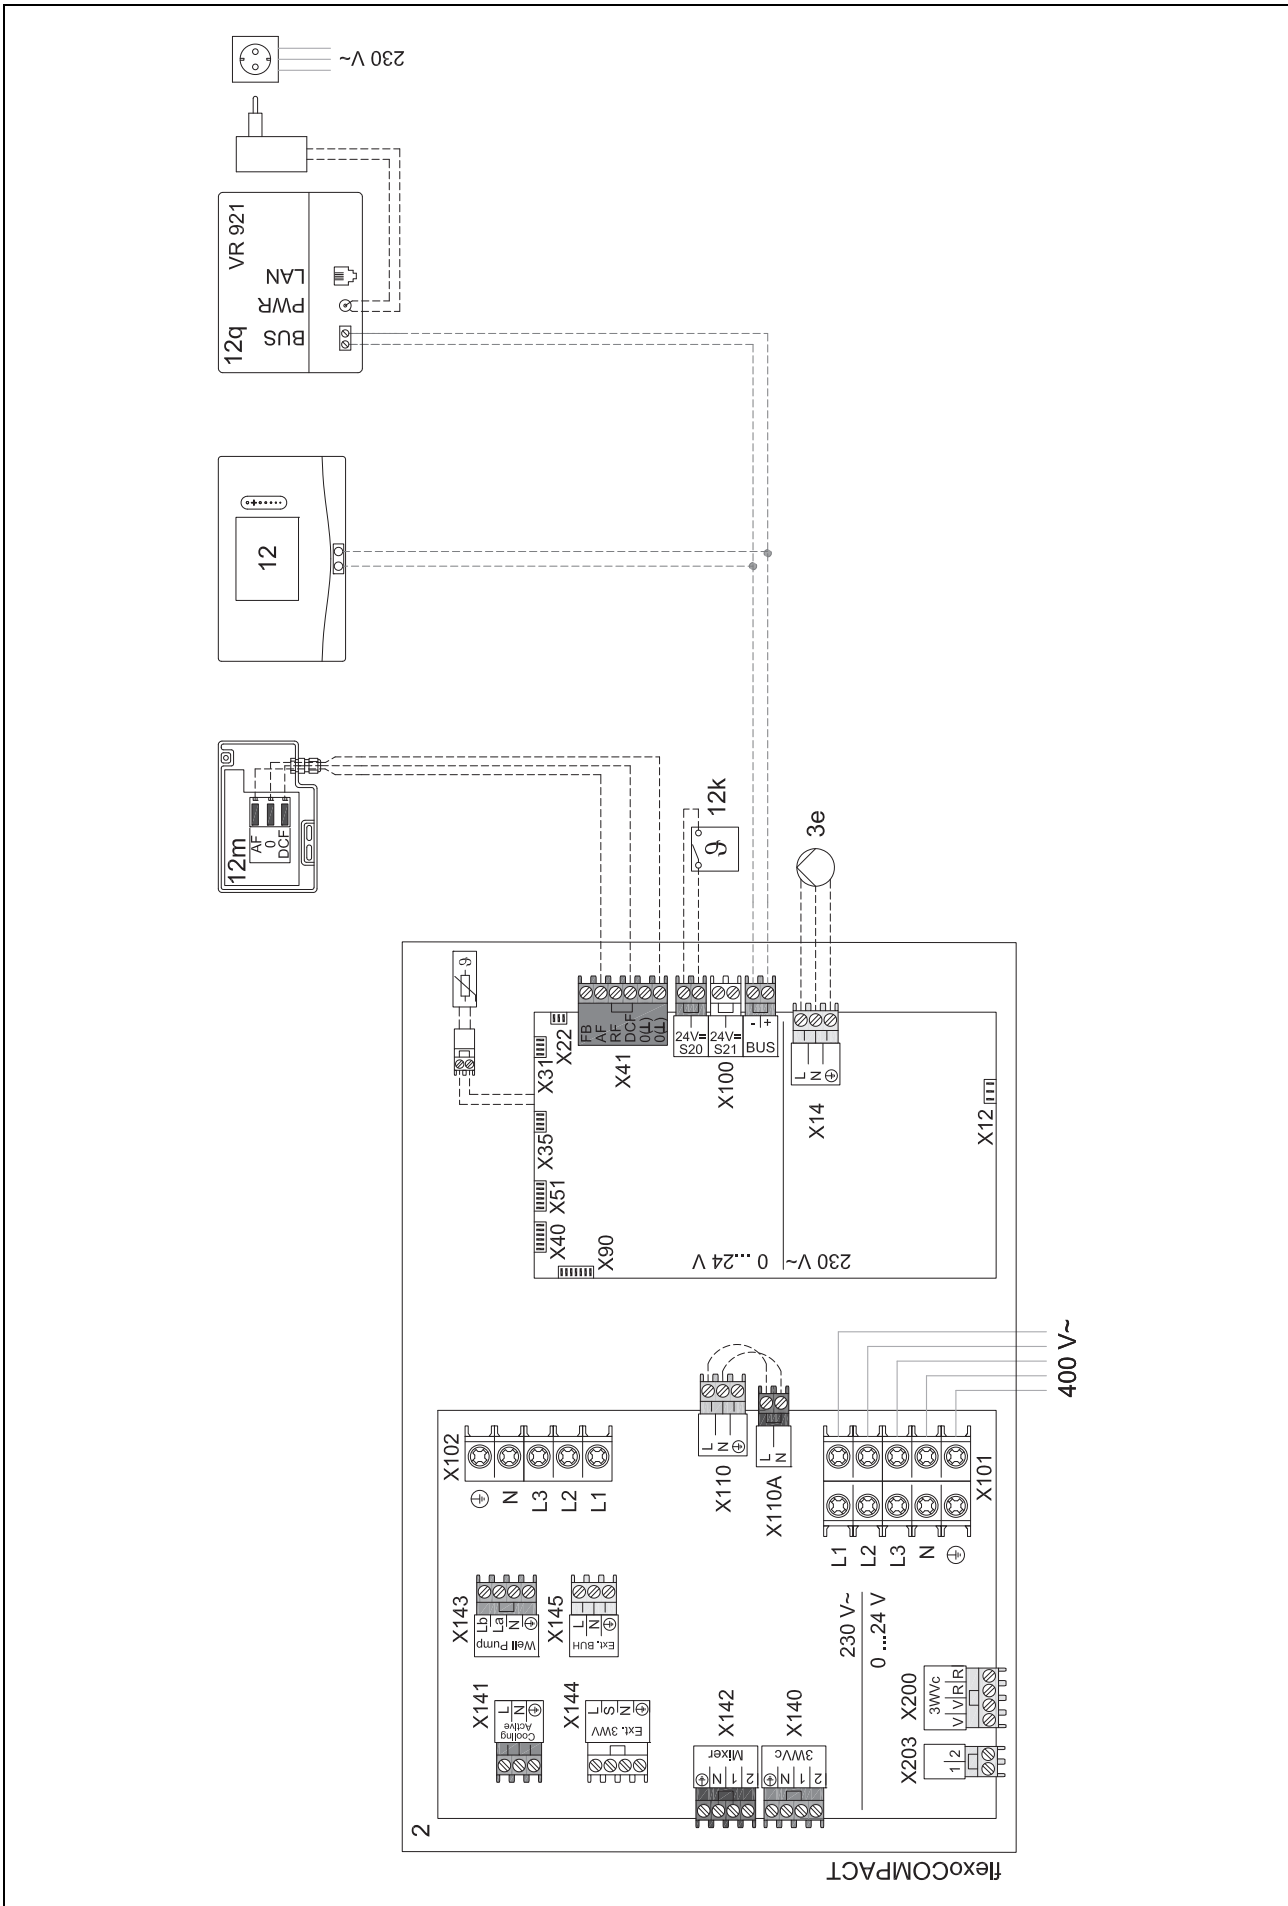 230 V~
VR 921
LAN
PWR
BUS
12q
12
12m
AF
0
DCF
12k
ϑ
3e
ϑ
X31
X22
FB
AF
RF
DCF
0(⊥)
0(⊥)
X41
24V=
S20
24V=
S21
X100
- +
BUS
L
N
X14
X12
X35
X51
X40
X90
0...24 V
230 V~
400 V~
X102
N
L3
L2
L1
L
N
X110
L
N
X110A
X101
L1
L2
L3
N
X143
Lb
La
N
Well Pump
X145
L
N
Ext. BUH
X141
L
N
Cooling
Active
X144
L
S
N
Ext. 3WV
X142
Mixer
N
1
2
X140
3WVc
N
1
2
230 V~
0 ...24 V
X200
3WVc
V V R R
X203
1 2
2
flexoCOMPACT